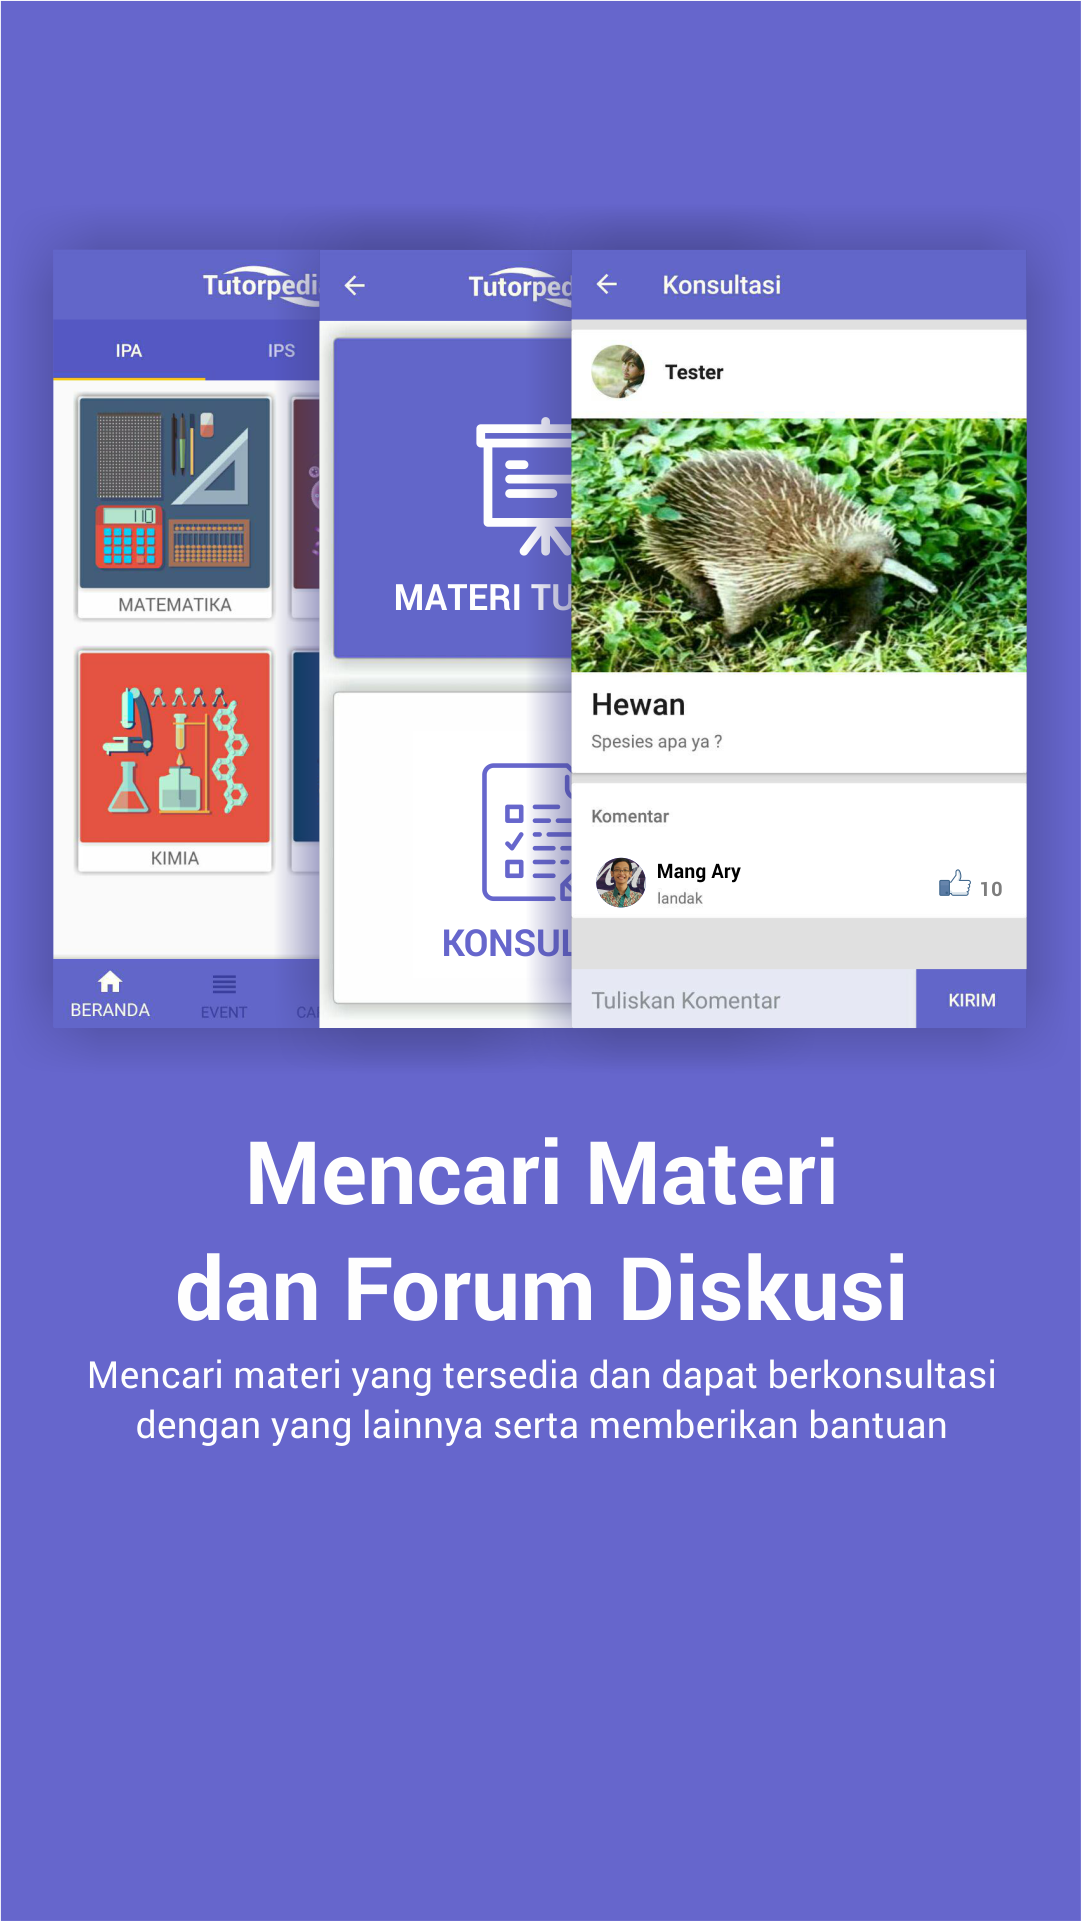 Tutorpedi
IPA
IPS
110
MATEMATIKA
KIMIA
BERANDA
EVENT
Tutorped
MATERI
KONSUL
Konsultasi
Tester
Hewan
Spesies apa ya ?
Komentar
Mang Ary
landak
10
Tuliskan Komentar
KIRIM
Mencari Materi
dan Forum Diskusi
Mencari materi yang tersedia dan dapat berkonsultasi
dengan yang lainnya serta memberikan bantuan